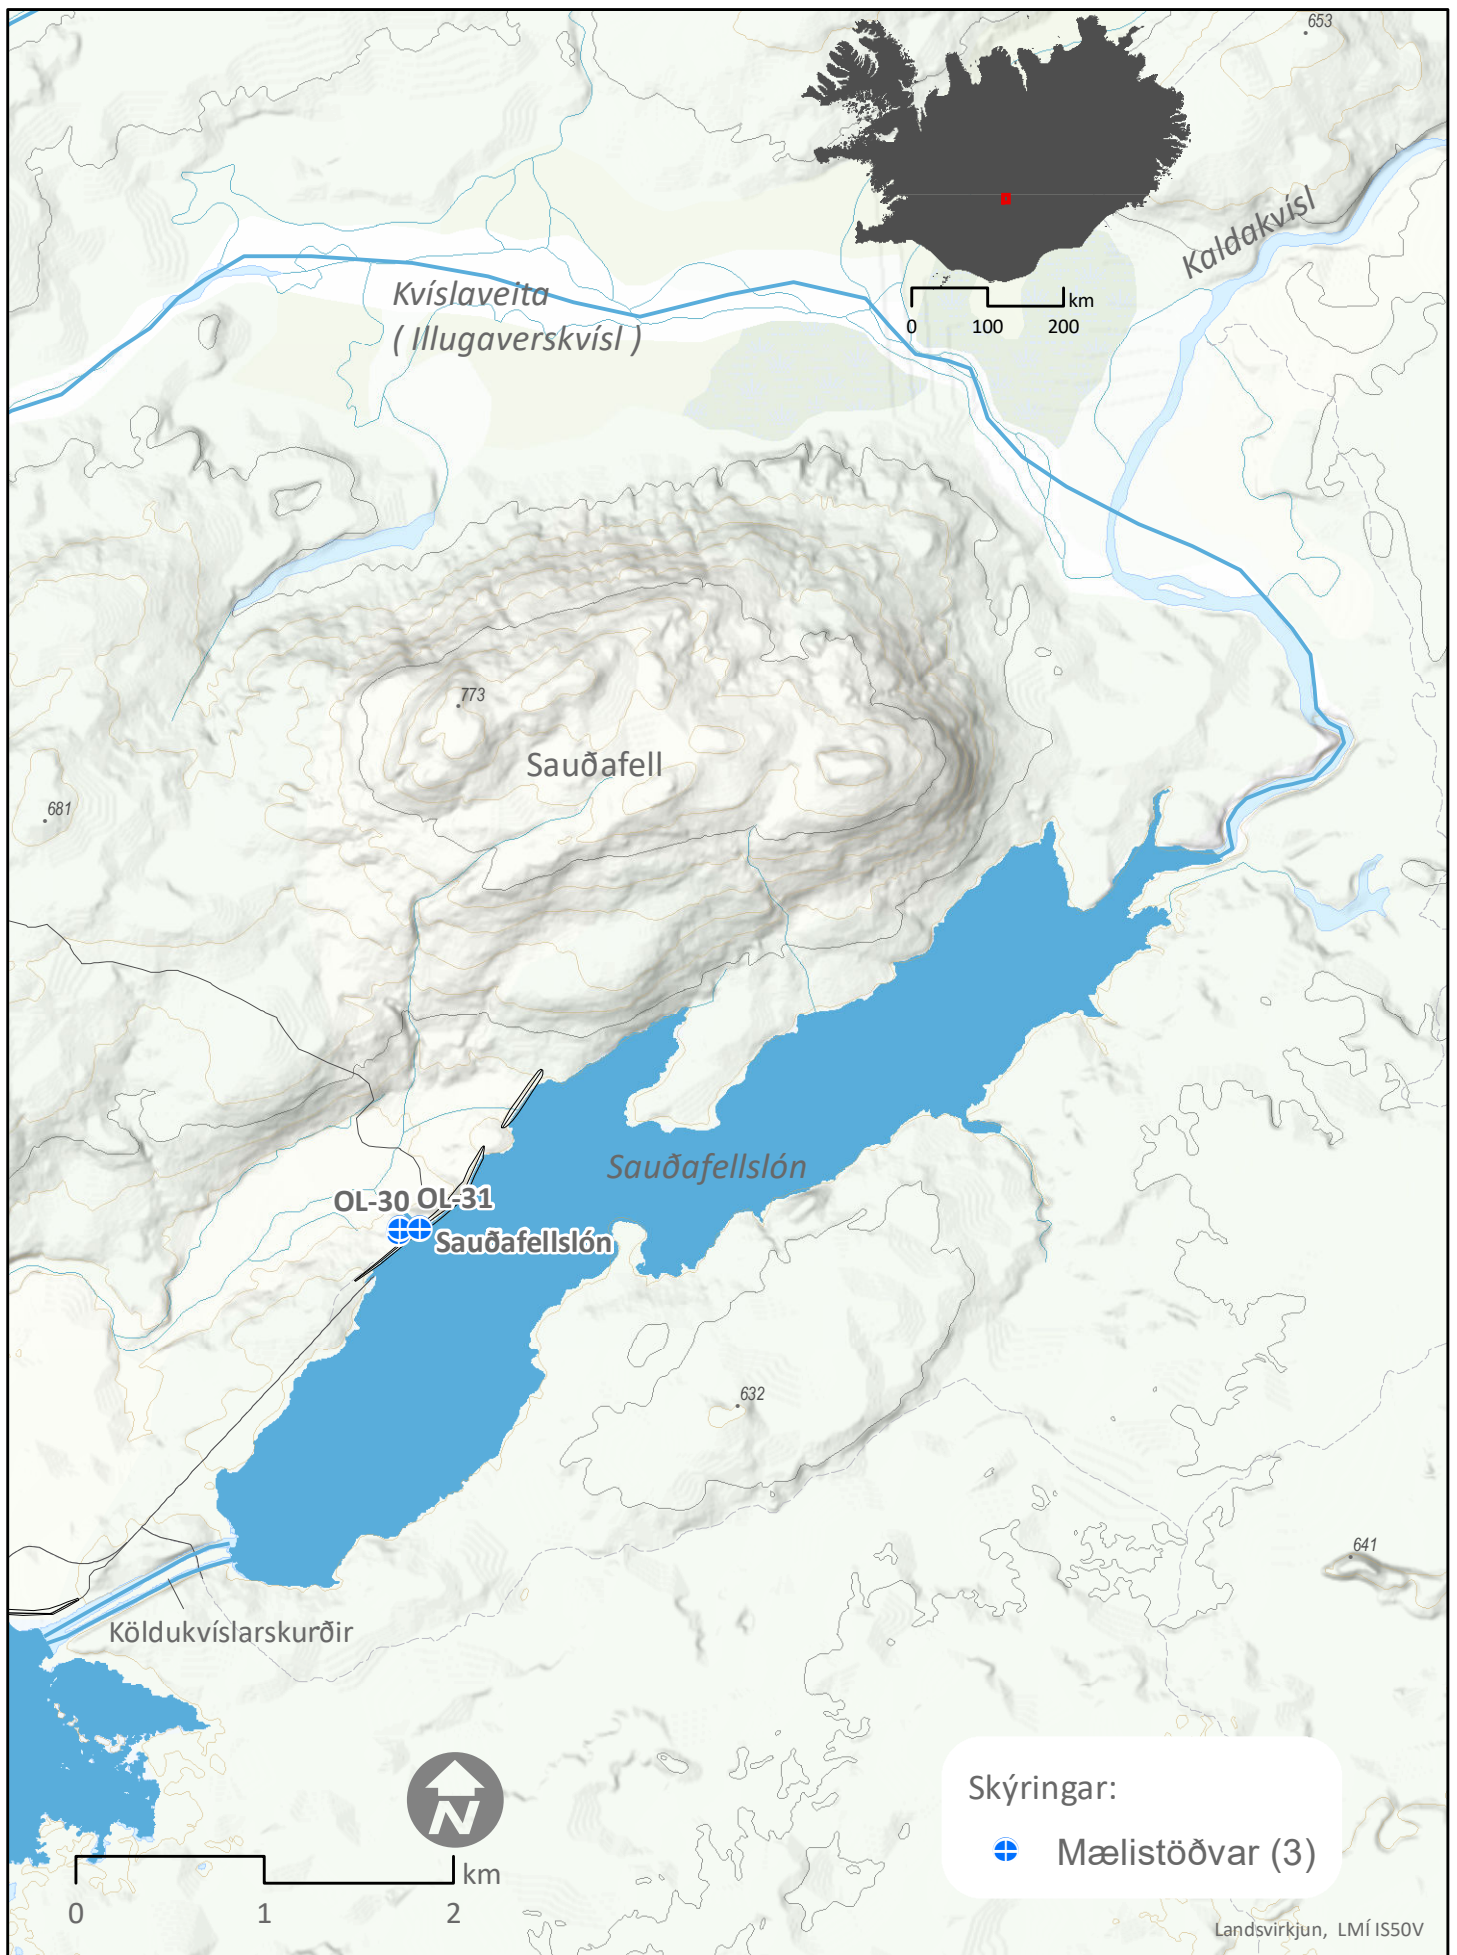 653
Kaldakvísl
km
0 100 200
Kvíslaveita
( Illugaverskvísl )
773
Sauðafell
681
Sauðafellslón
OL-30 OL-31
Sauðafellslón
632
641
Köldukvíslarskurðir
N
km
0 1 2
Skýringar:
Mælistöðvar (3)
Landsvirkjun, LMÍ IS50V